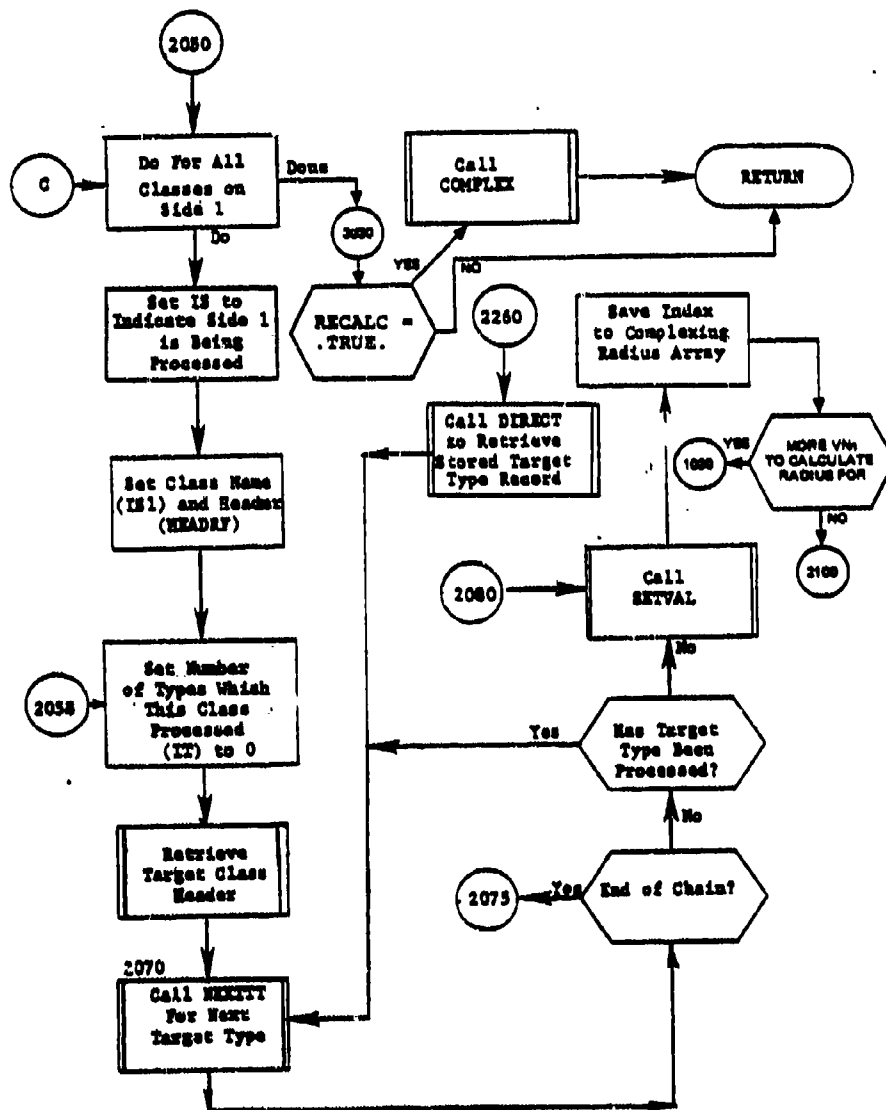 2050
Do For All
Classes on
Side 1
Done
Do
C
Call
COMPLEX
RETURN
YES
NO
RECALC =
.TRUE.
Set IS to
Indicate Side 1
is Being
Processed
2260
Save Index
to Complexing
Radius Array
Call DIRECT
to Retrieve
Stored Target
Type Record
YES
MORE VNs
TO CALCULATE
RADIUS FOR
NO
2100
Set Class Name
(IS1) and Header
2080
Call
SETVAL
No
2058
Set Number
of Types Which
This Class
Processed
(IT) to 0
Yes
Has Target
Type Been
Processed?
No
Retrieve
Target Class
Header
2075
Yes
End of Chain?
2070
Call NEXTTT
For Next
Target Type